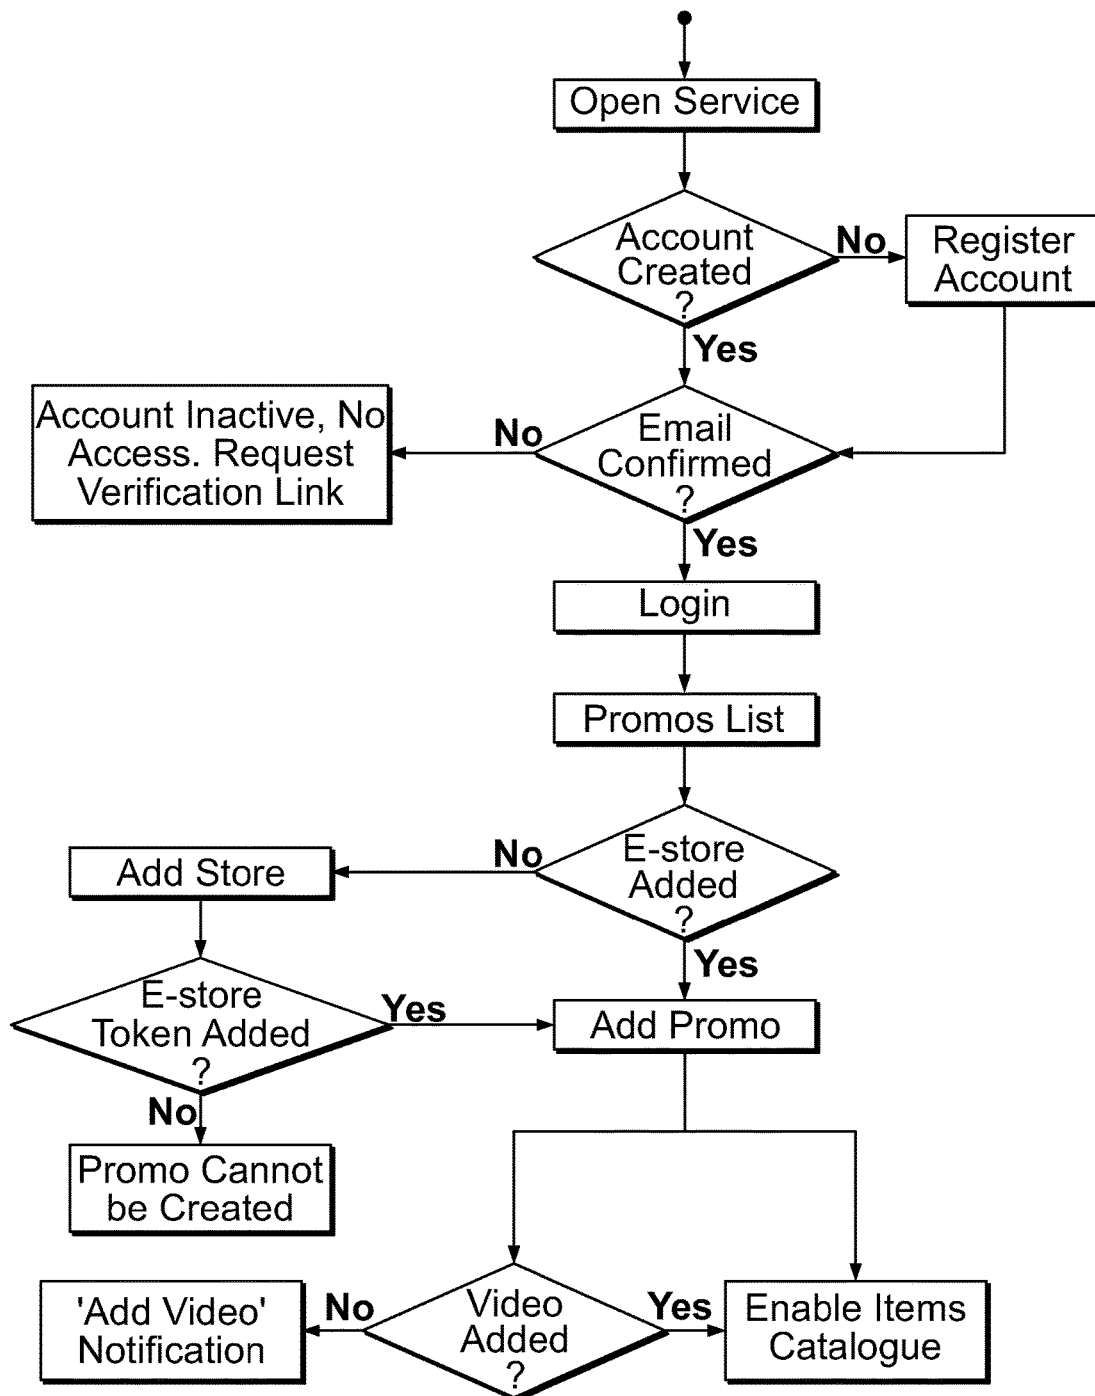 Open Service
Account
Created
?
No
Register
Account
Yes
Account Inactive, No
Access. Request
Verification Link
No
Email
Confirmed
?
Yes
Login
Promos List
Add Store
No
E-store
Added
?
Yes
E-store
Token Added
?
Yes
Add Promo
No
Promo Cannot
be Created
'Add Video'
Notification
No
Video
Added
?
Yes
Enable Items
Catalogue